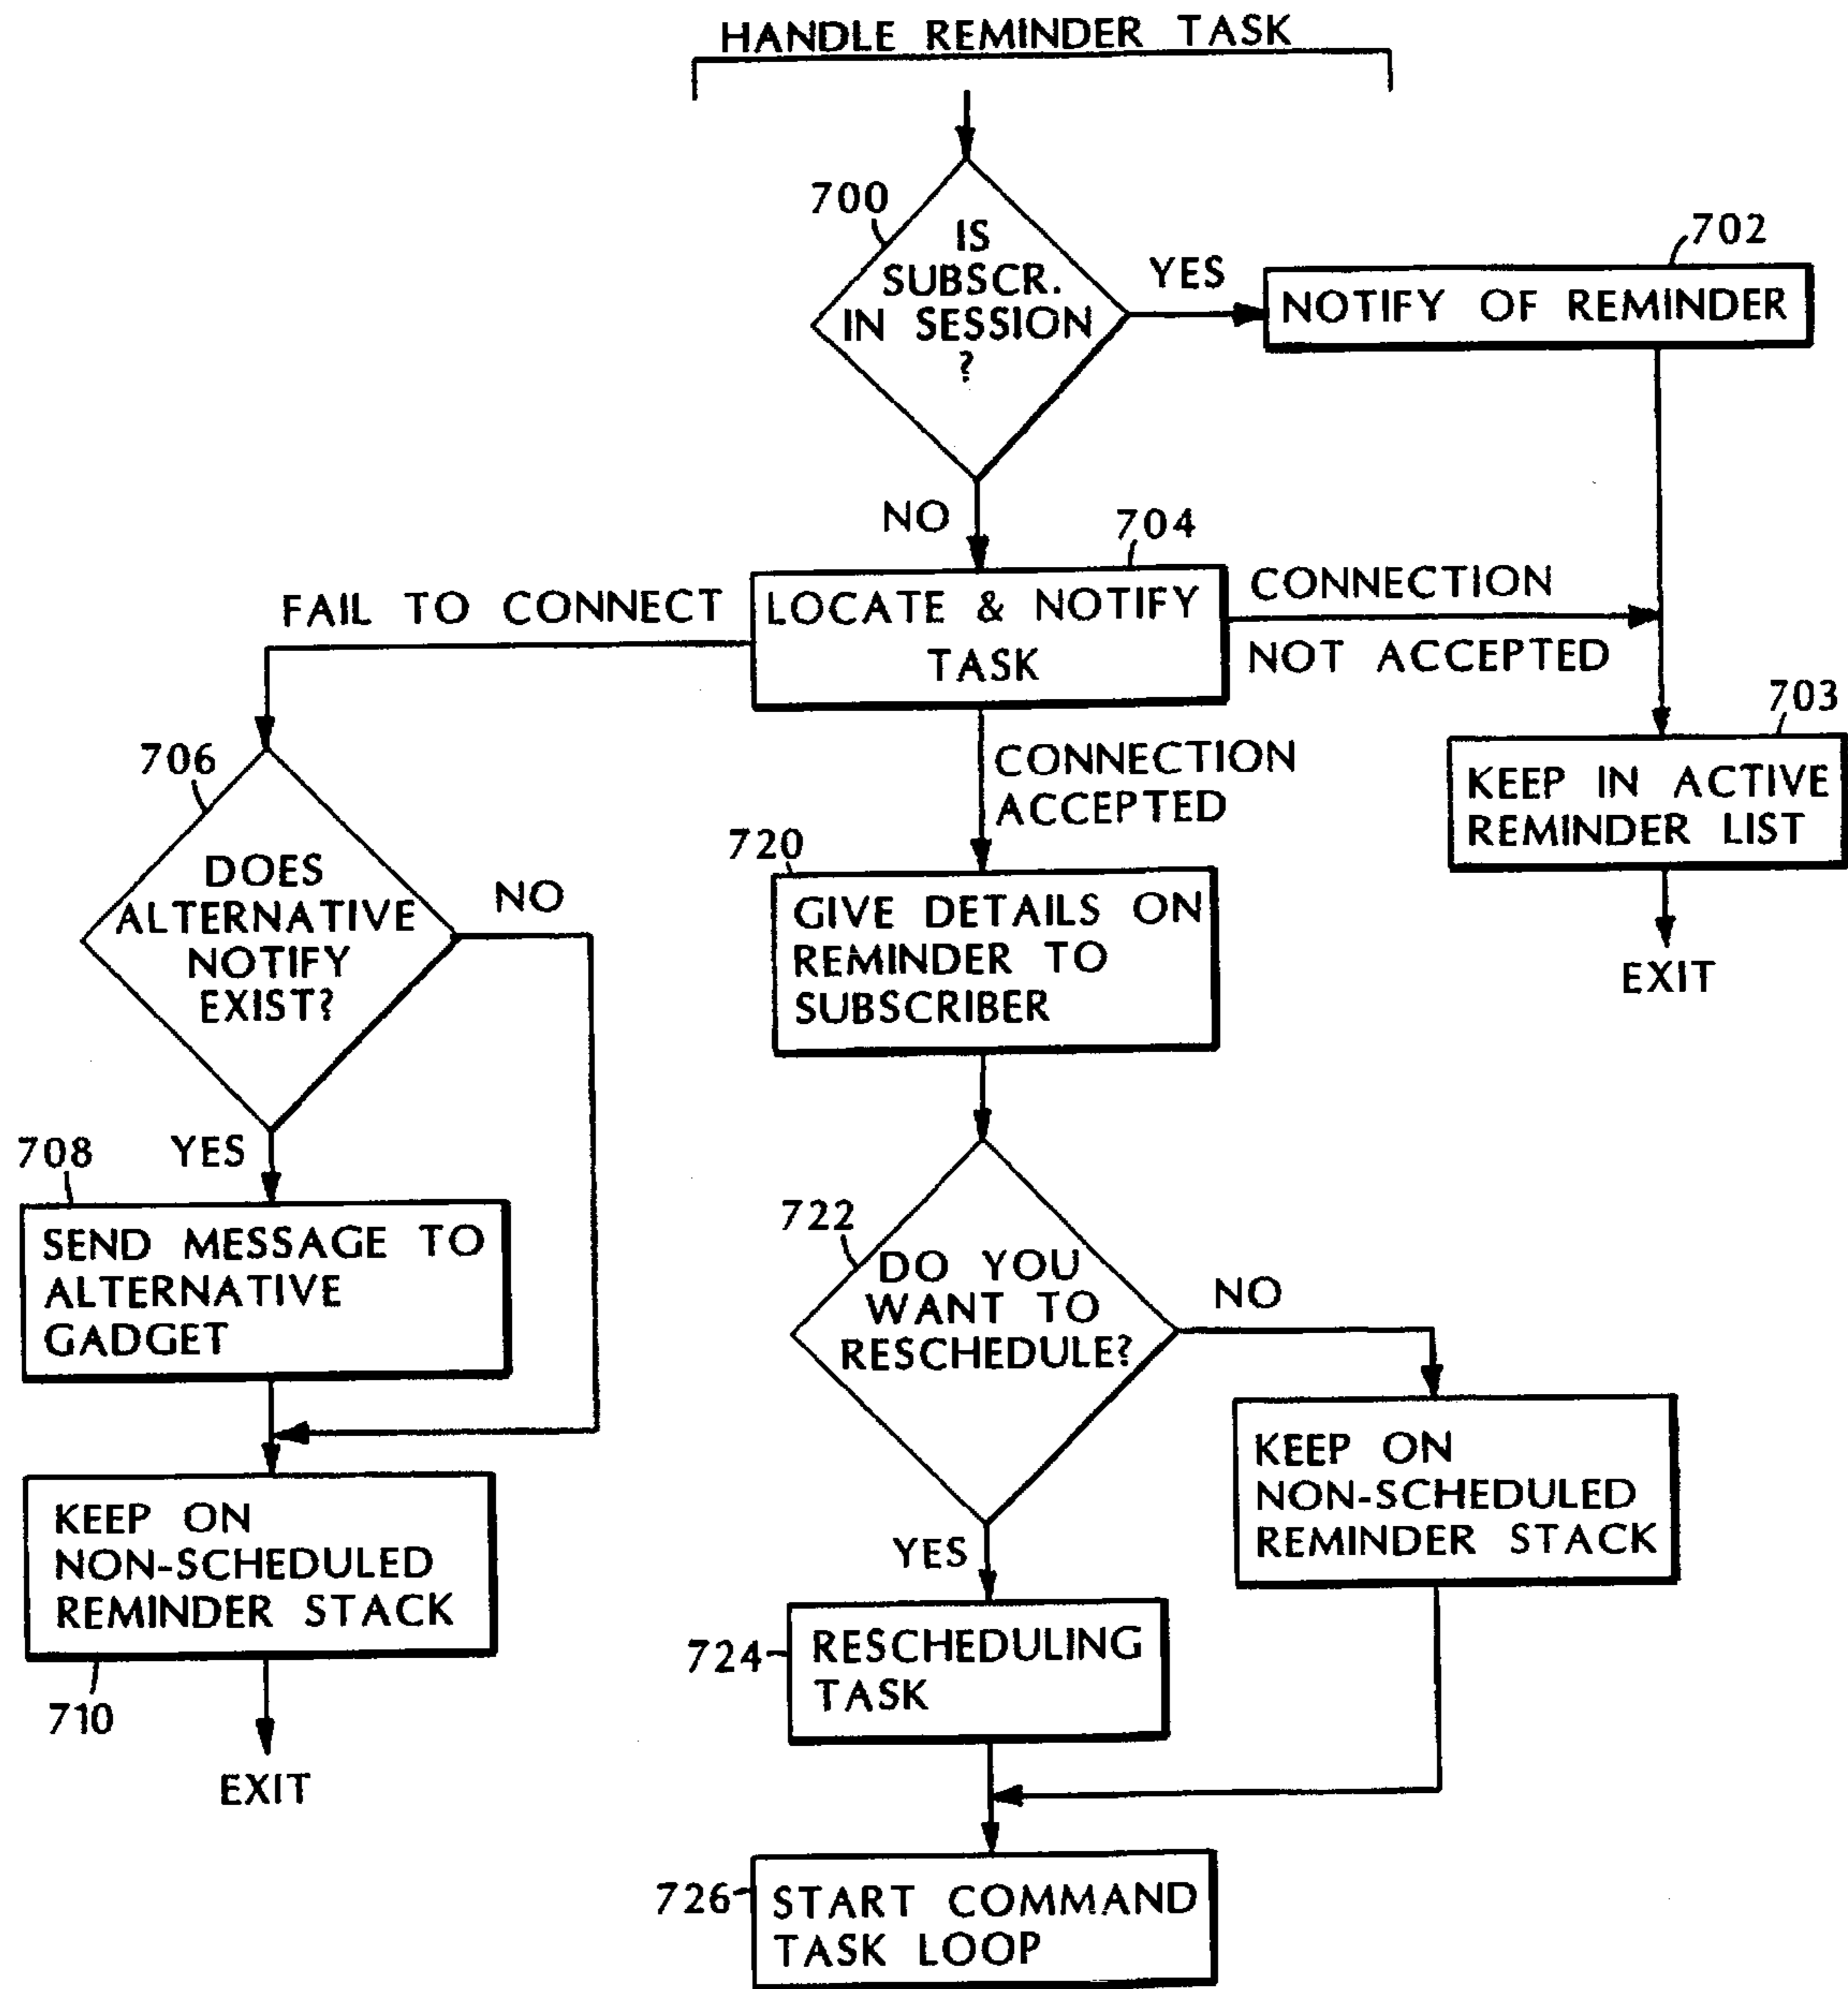 HANDLE REMINDER TASK
700
IS
SUBSCR.
IN SESSION
?
YES
702
NOTIFY OF REMINDER
NO
704
LOCATE & NOTIFY
TASK
FAIL TO CONNECT
CONNECTION
NOT ACCEPTED
703
KEEP IN ACTIVE
REMINDER LIST
EXIT
706
DOES
ALTERNATIVE
NOTIFY
EXIST?
NO
CONNECTION
ACCEPTED
720
GIVE DETAILS ON
REMINDER TO
SUBSCRIBER
YES
708
SEND MESSAGE TO
ALTERNATIVE
GADGET
722
DO YOU
WANT TO
RESCHEDULE?
NO
KEEP ON
NON-SCHEDULED
REMINDER STACK
KEEP ON
NON-SCHEDULED
REMINDER STACK
710
EXIT
YES
724
RESCHEDULING
TASK
726
START COMMAND
TASK LOOP